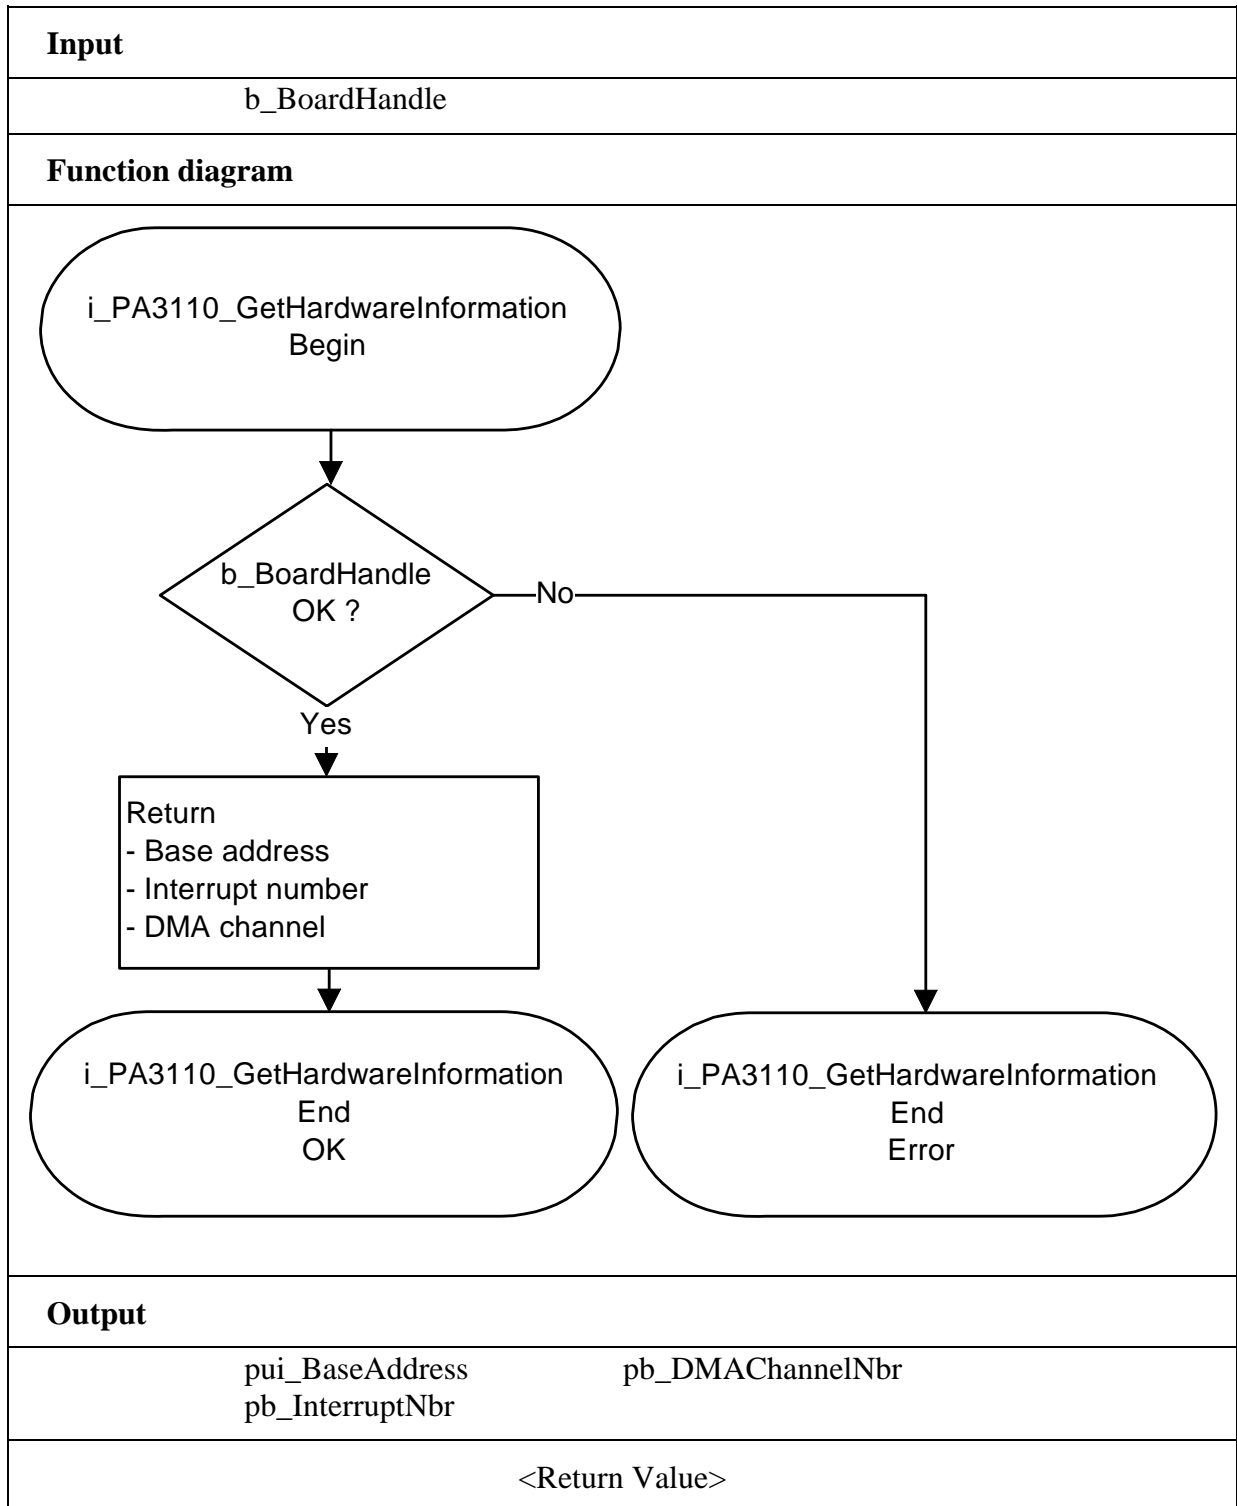 Input
b_BoardHandle
Function diagram
i_PA3110_GetHardwareInformation
Begin
b_BoardHandle
OK ?
No
Yes
Return
- Base address
- Interrupt number
- DMA channel
i_PA3110_GetHardwareInformation
End
OK
i_PA3110_GetHardwareInformation
End
Error
Output
pui_BaseAddress pb_DMAChannelNbr
pb_InterruptNbr
<Return Value>